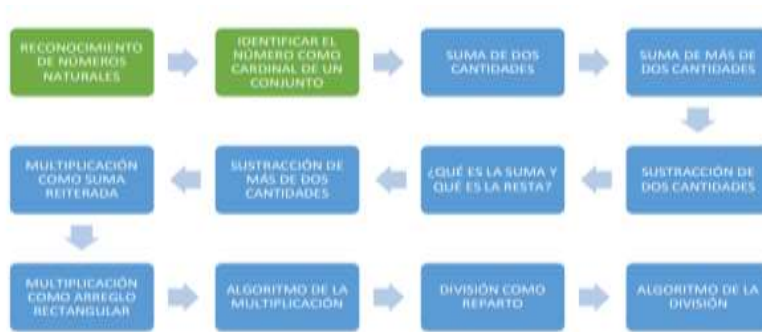 RECONOCIMIENTO
DE NÚMEROS
NATURALES
IDENTIFICAR EL
NÚMERO COMO
CARDINAL DE UN
CONJUNTO
SUMA DE DOS
CANTIDADES
SUMA DE MÁS DE
DOS CANTIDADES
SUSTRACCIÓN DE
DOS CANTIDADES
¿QUÉ ES LA SUMA Y
QUÉ ES LA RESTA?
SUSTRACCIÓN DE
MÁS DE DOS
CANTIDADES
MULTIPLICACIÓN
COMO SUMA
REITERADA
MULTIPLICACIÓN
COMO ARREGLO
RECTANGULAR
ALGORITMO DE LA
MULTIPLICACIÓN
DIVISIÓN COMO
REPARTO
ALGORITMO DE LA
DIVISIÓN